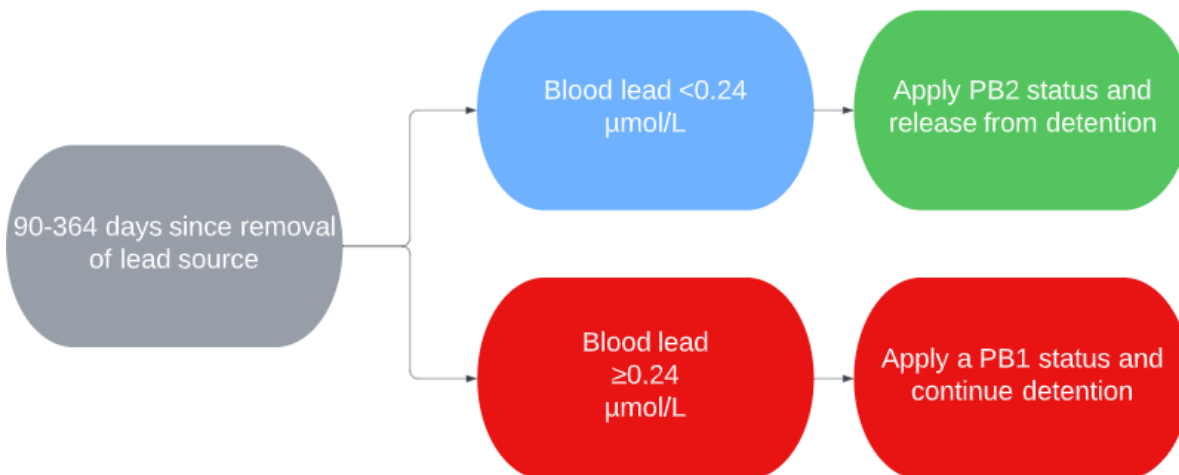 90-364 days since removal
of lead source
Blood lead <0.24
µmol/L
Apply PB2 status and
release from detention
Blood lead
≥0.24
µmol/L
Apply a PB1 status and
continue detention